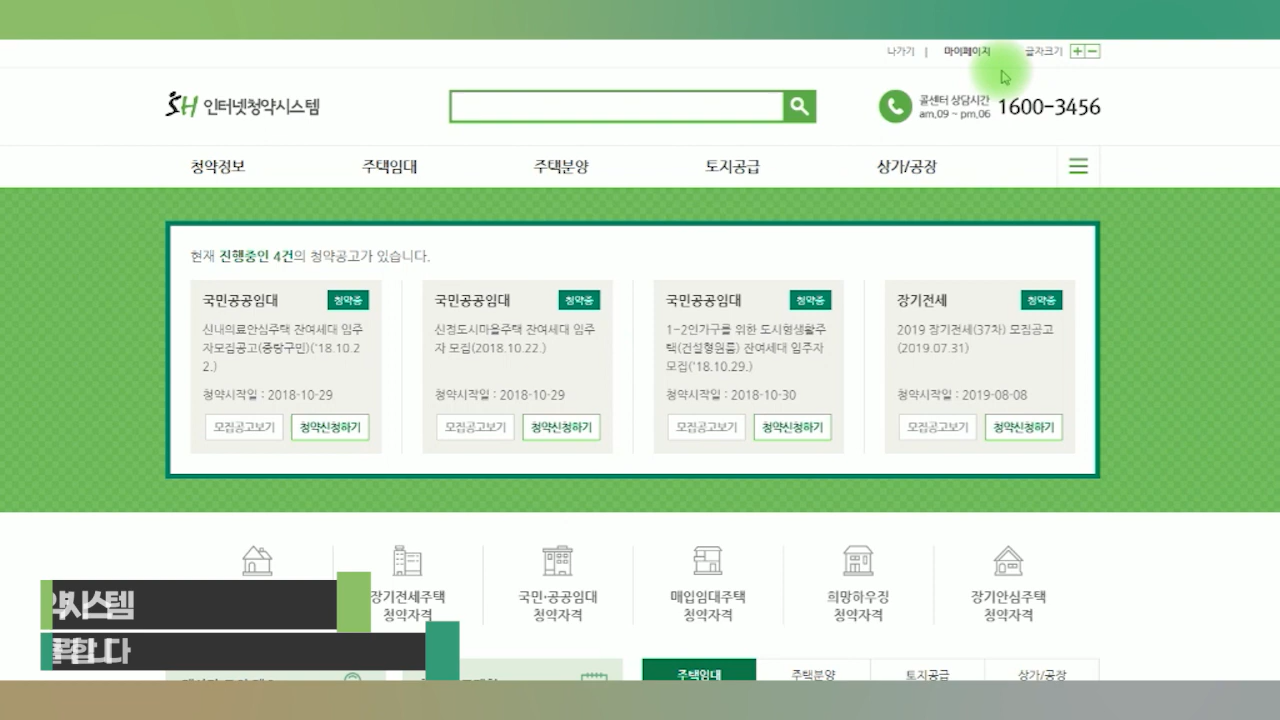 나가기 | 마이페이지 글자크기
SH 인터넷청약시스템
콜센터 상담시간
am.09 ~ pm.06
1600-3456
청약정보 주택임대 주택분양 토지공급 상가/공장
현재 진행중인 4건의 청약공고가 있습니다.
국민공공임대 청약중
신내의료안심주택 잔여세대 입주
자모집공고(중랑구민)('18.10.2
2.)
청약시작일 : 2018-10-29
모집공고보기 청약신청하기
국민공공임대 청약중
신정도시마을주택 잔여세대 입주
자 모집(2018.10.22.)
청약시작일 : 2018-10-29
모집공고보기 청약신청하기
국민공공임대 청약중
1-2인가구를 위한 도시형생활주
택(건설형원룸) 잔여세대 입주자
모집('18.10.29.)
청약시작일 : 2018-10-30
모집공고보기 청약신청하기
장기전세 청약중
2019 장기전세(37차) 모집공고
(2019.07.31)
청약시작일 : 2019-08-08
모집공고보기 청약신청하기
장기전세주택
청약자격
국민·공공임대
청약자격
매입임대주택
청약자격
희망하우징
청약자격
장기안심주택
청약자격
시스템
주택임대 주택분양 토지공급 상가/공장